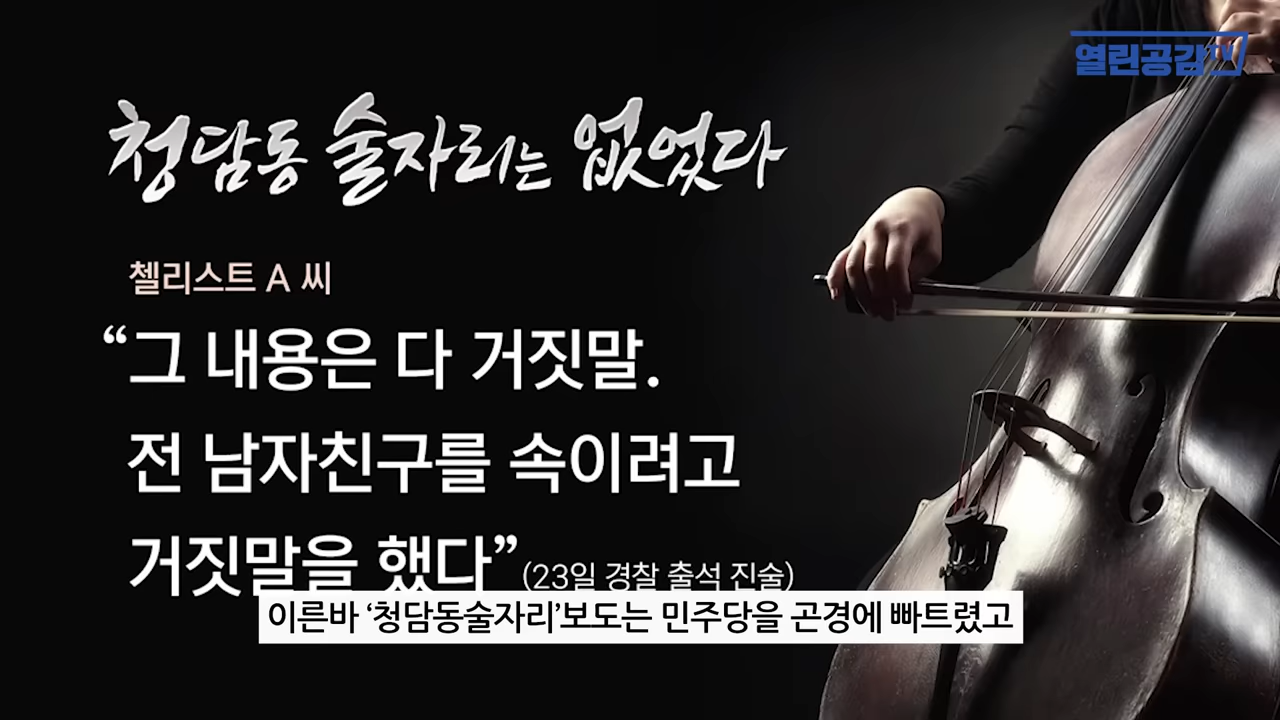 열린공감TV
청담동 술자리는 없었다
첼리스트 A 씨
“그 내용은 다 거짓말.
전 남자친구를 속이려고
거짓말을 했다” (23일 경찰 출석 진술)
이른바 ‘청담동술자리’보도는 민주당을 곤경에 빠트렸고